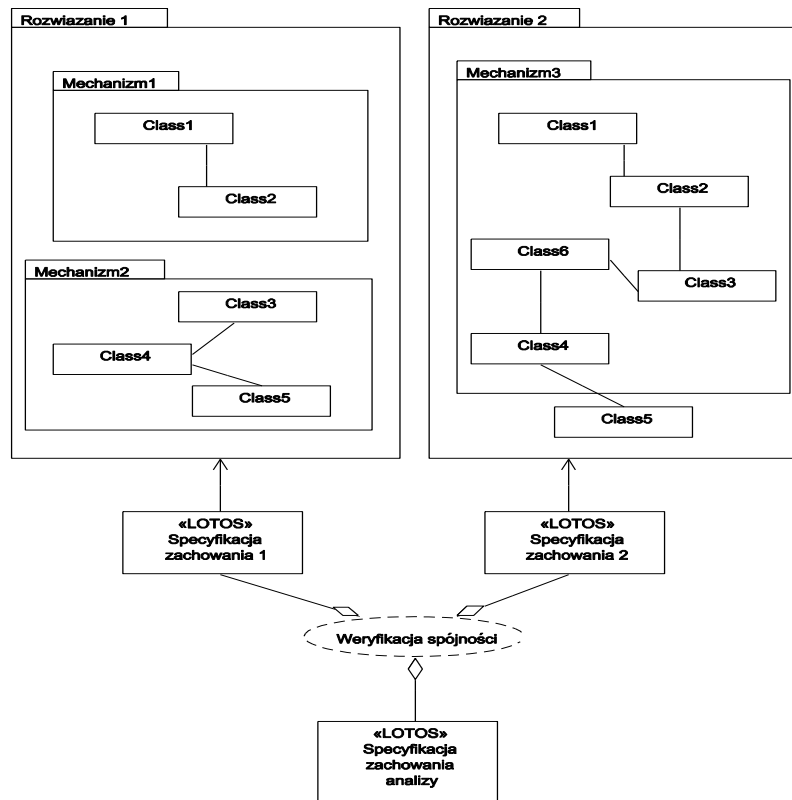 Rozwiazanie 1
Mechanizm1
Class1
Class2
Mechanizm2
Class3
Class4
Class5
Rozwiazanie 2
Mechanizm3
Class1
Class2
Class6
Class3
Class4
Class5
«LOTOS»
Specyfikacja
zachowania 1
«LOTOS»
Specyfikacja
zachowania 2
Weryfikacja spójności
«LOTOS»
Specyfikacja
zachowania
analizy